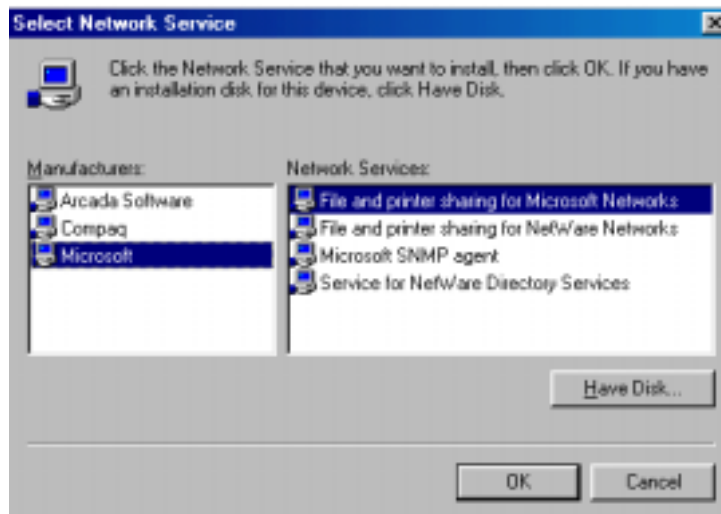 Select Network Service
Click the Network Service that you want to install, then click OK. If you have
an installation disk for this device, click Have Disk.
Manufacturers:
Arcada Software
Compaq
Microsoft
Network Services:
File and printer sharing for Microsoft Networks
File and printer sharing for NetWare Networks
Microsoft SNMP agent
Service for NetWare Directory Services
Have Disk...
OK
Cancel